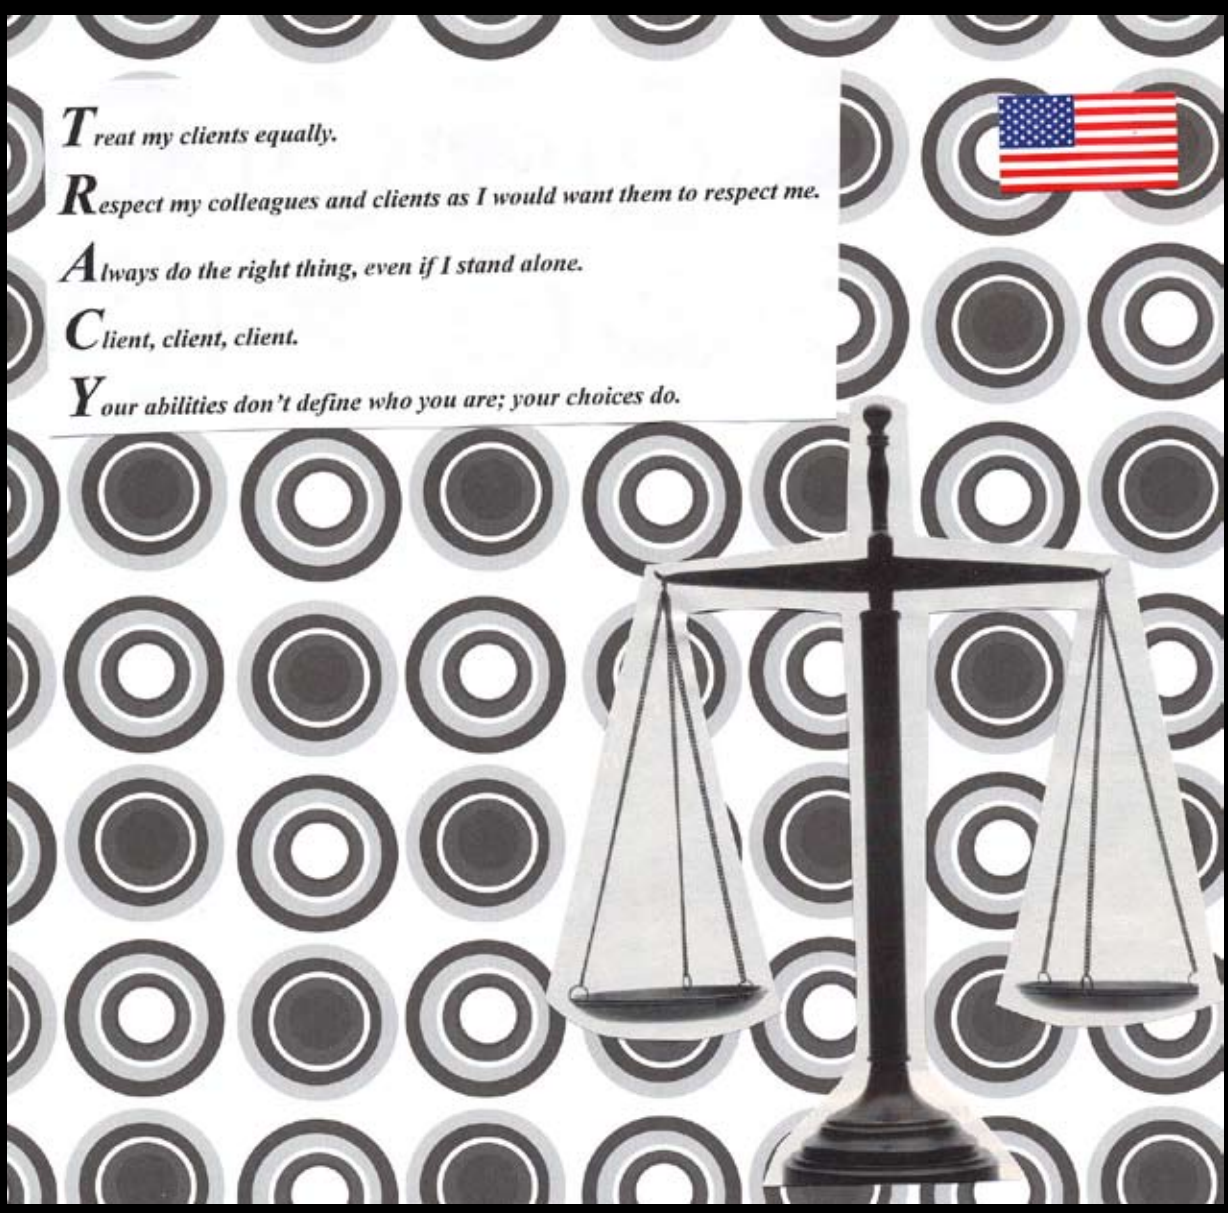 Treat my clients equally.
Respect my colleagues and clients as I would want them to respect me.
Always do the right thing, even if I stand alone.
Client, client, client.
Your abilities don't define who you are; your choices do.